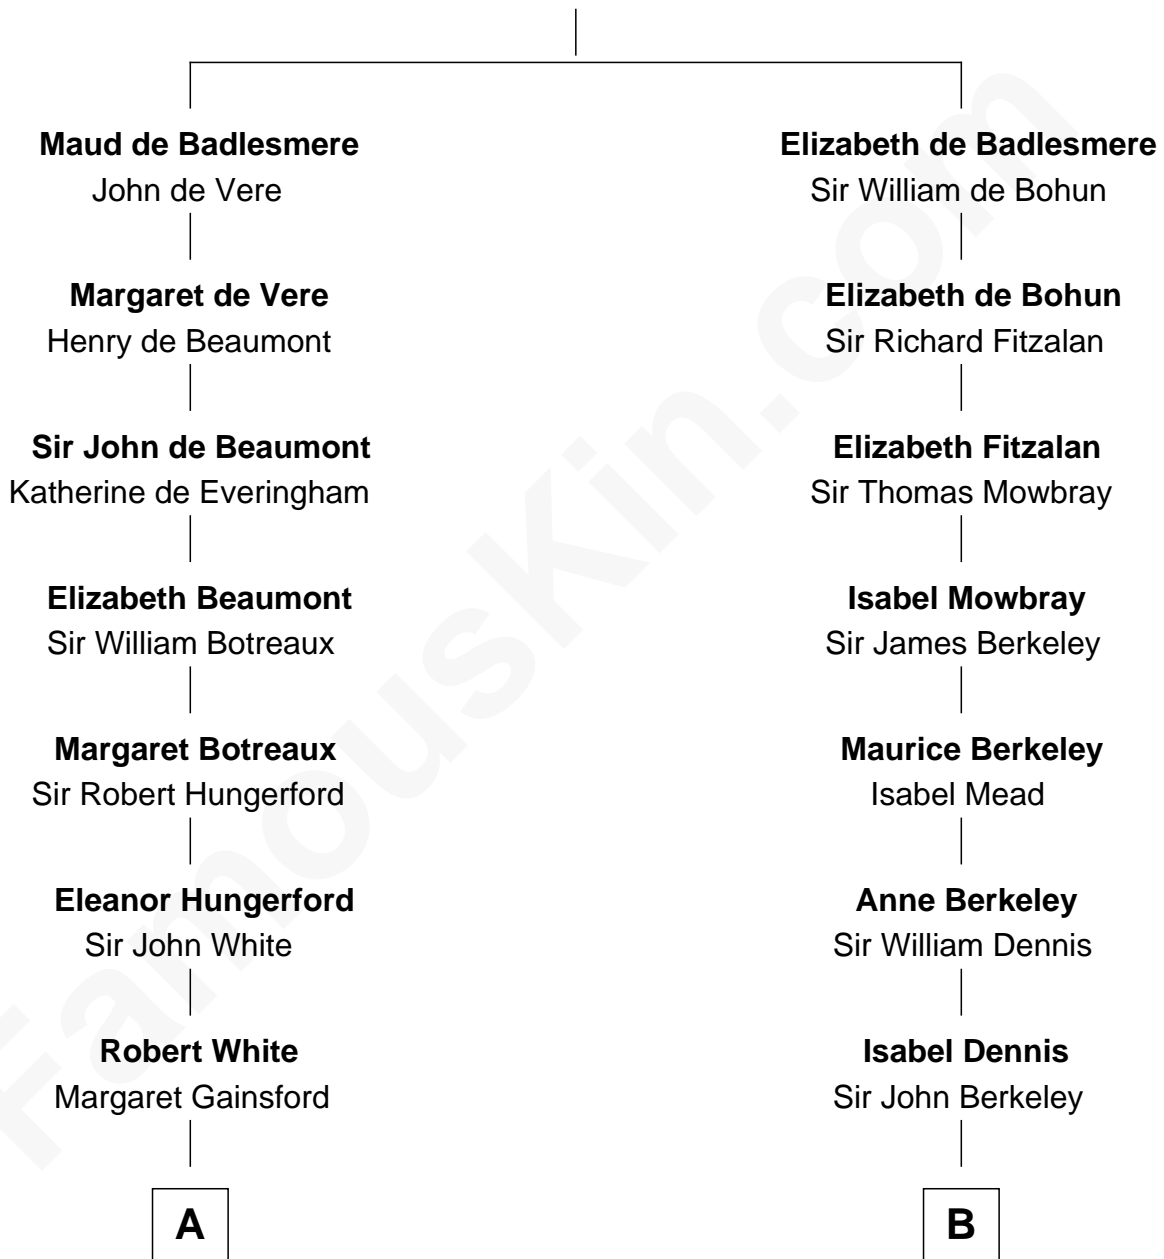 Maud de Badlesmere
John de Vere
Margaret de Vere
Henry de Beaumont
Sir John de Beaumont
Katherine de Everingham
Elizabeth Beaumont
Sir William Botreaux
Margaret Botreaux
Sir Robert Hungerford
Eleanor Hungerford
Sir John White
Robert White
Margaret Gainsford
A
Elizabeth de Badlesmere
Sir William de Bohun
Elizabeth de Bohun
Sir Richard Fitzalan
Elizabeth Fitzalan
Sir Thomas Mowbray
Isabel Mowbray
Sir James Berkeley
Maurice Berkeley
Isabel Mead
Anne Berkeley
Sir William Dennis
Isabel Dennis
Sir John Berkeley
B
FamousKin.com